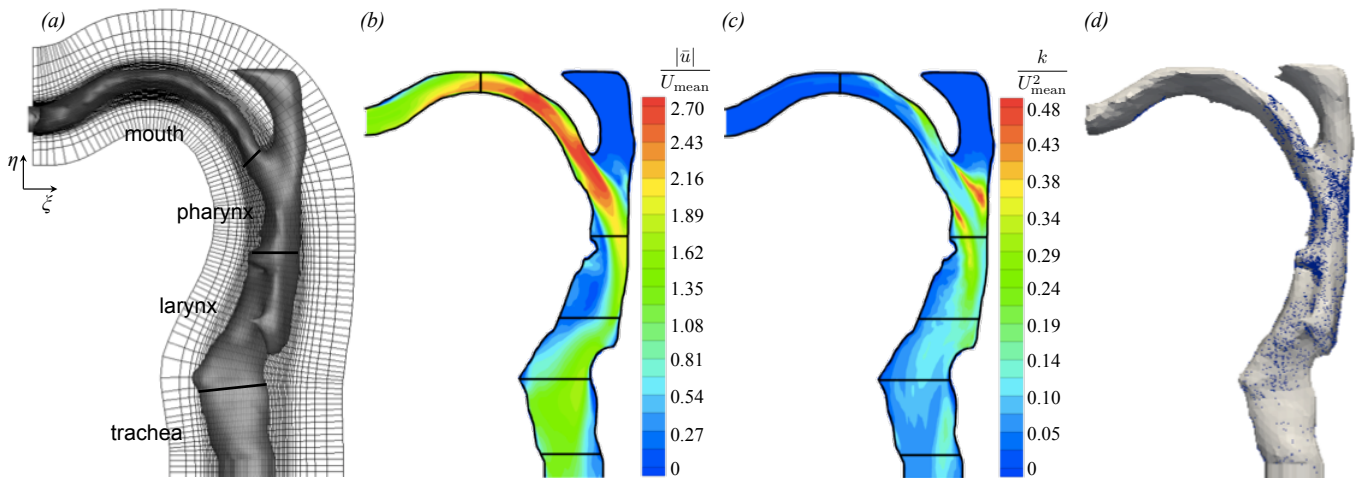 (a)
mouth
η
ξ
pharynx
larynx
trachea
(b)
|ū|
U_mean
2.70
2.43
2.16
1.89
1.62
1.35
1.08
0.81
0.54
0.27
0
(c)
k
U²_mean
0.48
0.43
0.38
0.34
0.29
0.24
0.19
0.14
0.10
0.05
0
(d)